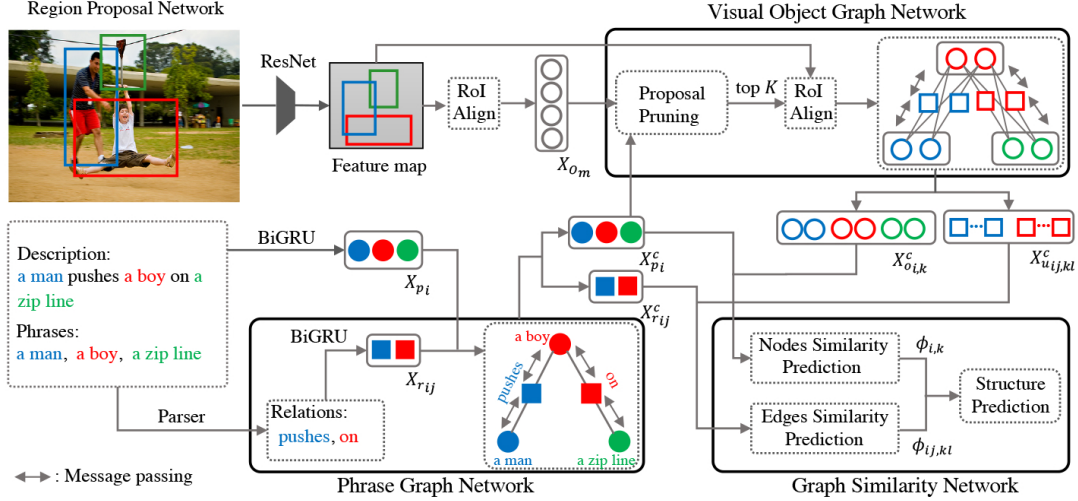 Region Proposal Network
Visual Object Graph Network
ResNet
RoI
Align
Feature map
X_{o_m}
Proposal
Pruning
top K
RoI
Align
Description:
a man pushes a boy on a
zip line
Phrases:
a man, a boy, a zip line
BiGRU
X_{p_i}
X^c_{p_i}
X^c_{r_{ij}}
X^c_{o_{i,k}}
X^c_{u_{ij,kl}}
BiGRU
X_{r_{ij}}
Parser
Relations:
pushes, on
a boy
pushes
on
a man
a zip line
Nodes Similarity
Prediction
ϕ_{i,k}
Edges Similarity
Prediction
ϕ_{ij,kl}
Structure
Prediction
: Message passing
Phrase Graph Network
Graph Similarity Network